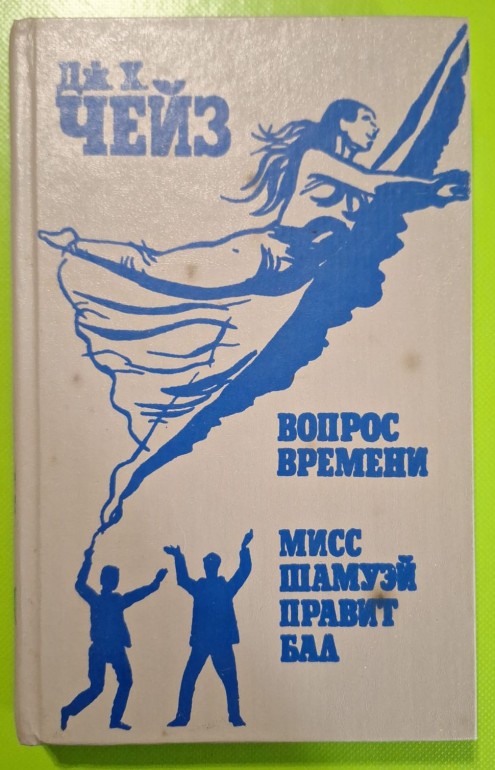 ДЖ Х
ЧЕЙЗ
ВОПРОС
ВРЕМЕНИ
МИСС
ШАМУЭЙ
ПРАВИТ
БАЛ